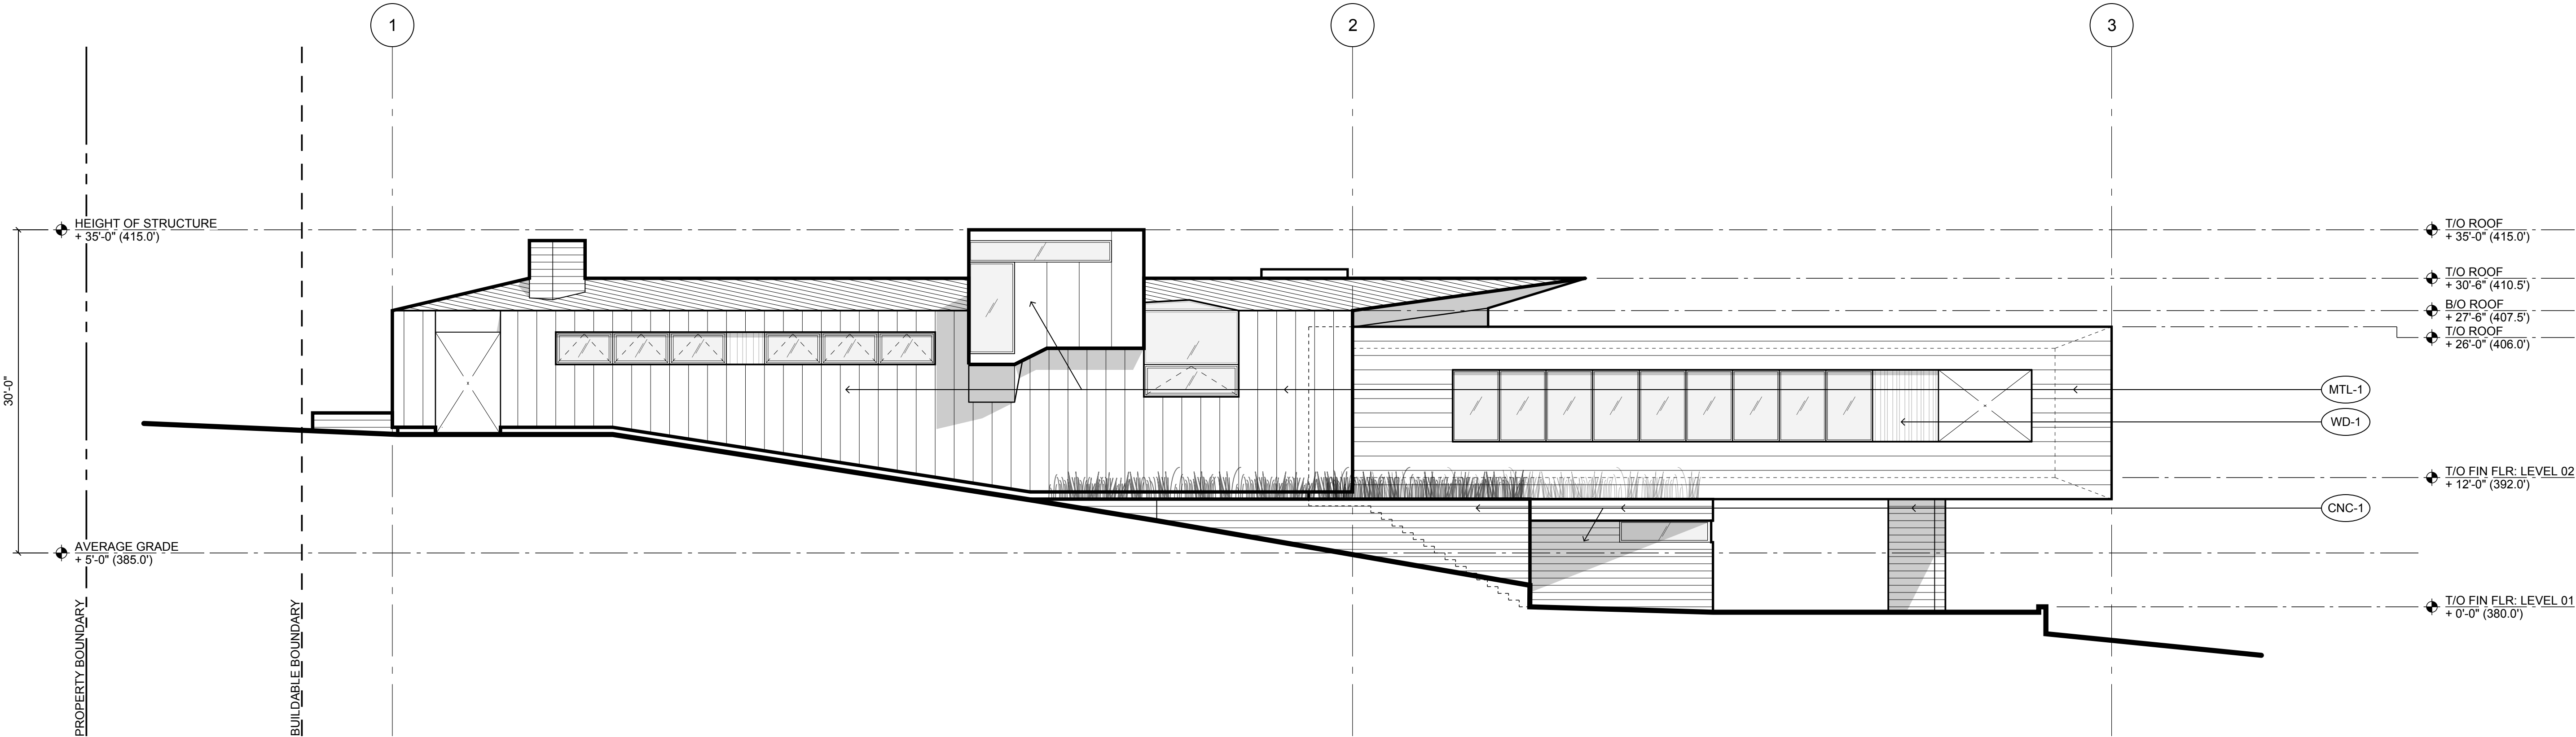 1
2
3
HEIGHT OF STRUCTURE
+ 35'-0" (415.0')
T/O ROOF
+ 35'-0" (415.0')
T/O ROOF
+ 30'-6" (410.5')
B/O ROOF
+ 27'-6" (407.5')
T/O ROOF
+ 26'-0" (406.0')
30'-0"
MTL-1
WD-1
T/O FIN FLR: LEVEL 02
+ 12'-0" (392.0')
CNC-1
AVERAGE GRADE
+ 5'-0" (385.0')
T/O FIN FLR: LEVEL 01
+ 0'-0" (380.0')
PROPERTY BOUNDARY
BUILDABLE BOUNDARY